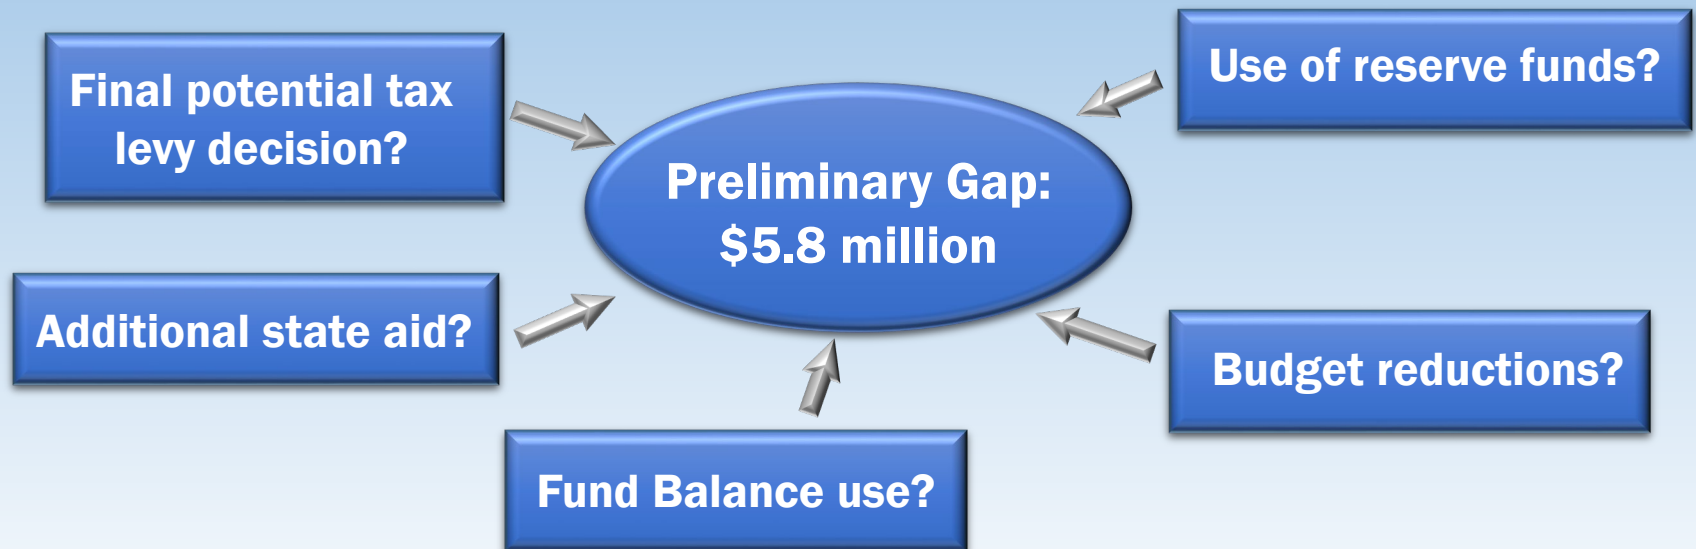 Final potential tax
levy decision?
Use of reserve funds?
Preliminary Gap:
$5.8 million
Additional state aid?
Budget reductions?
Fund Balance use?